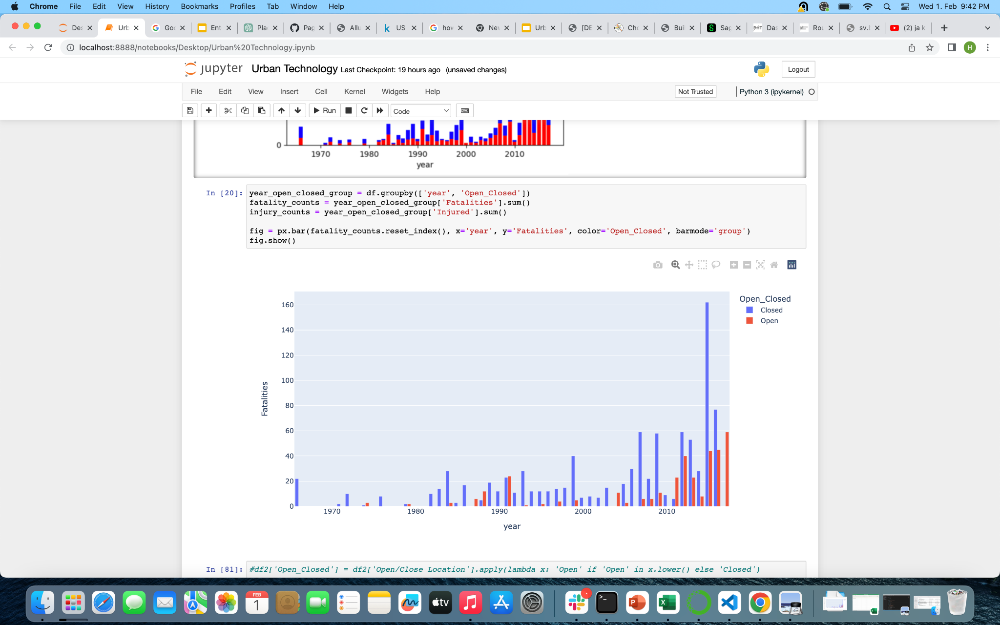 Chrome File Edit View History Bookmarks Profiles Tab Window Help Wed 1. Feb 9:42 PM
Des Urb Goo Ent Pla Pag Allu k US how Nev Urb [DE Cho Buil S Sag BHT Das Rou sv.l (2) ja k
localhost:8888/notebooks/Desktop/Urban%20Technology.ipynb H
jupyter Urban Technology Last Checkpoint: 19 hours ago (unsaved changes) Logout
File Edit View Insert Cell Kernel Widgets Help Not Trusted Python 3 (ipykernel)
Run Code
0
1970 1980 1990 2000 2010
year
In [20]: year_open_closed_group = df.groupby(['year', 'Open_Closed'])
fatality_counts = year_open_closed_group['Fatalities'].sum()
injury_counts = year_open_closed_group['Injured'].sum()
fig = px.bar(fatality_counts.reset_index(), x='year', y='Fatalities', color='Open_Closed', barmode='group')
fig.show()
Open_Closed
Closed
Open
160
140
120
100
80
60
40
20
0
Fatalities
1970 1980 1990 2000 2010
year
In [81]: #df2['Open_Closed'] = df2['Open/Close Location'].apply(lambda x: 'Open' if 'Open' in x.lower() else 'Closed')
FEB
1
tv
>_
P
X